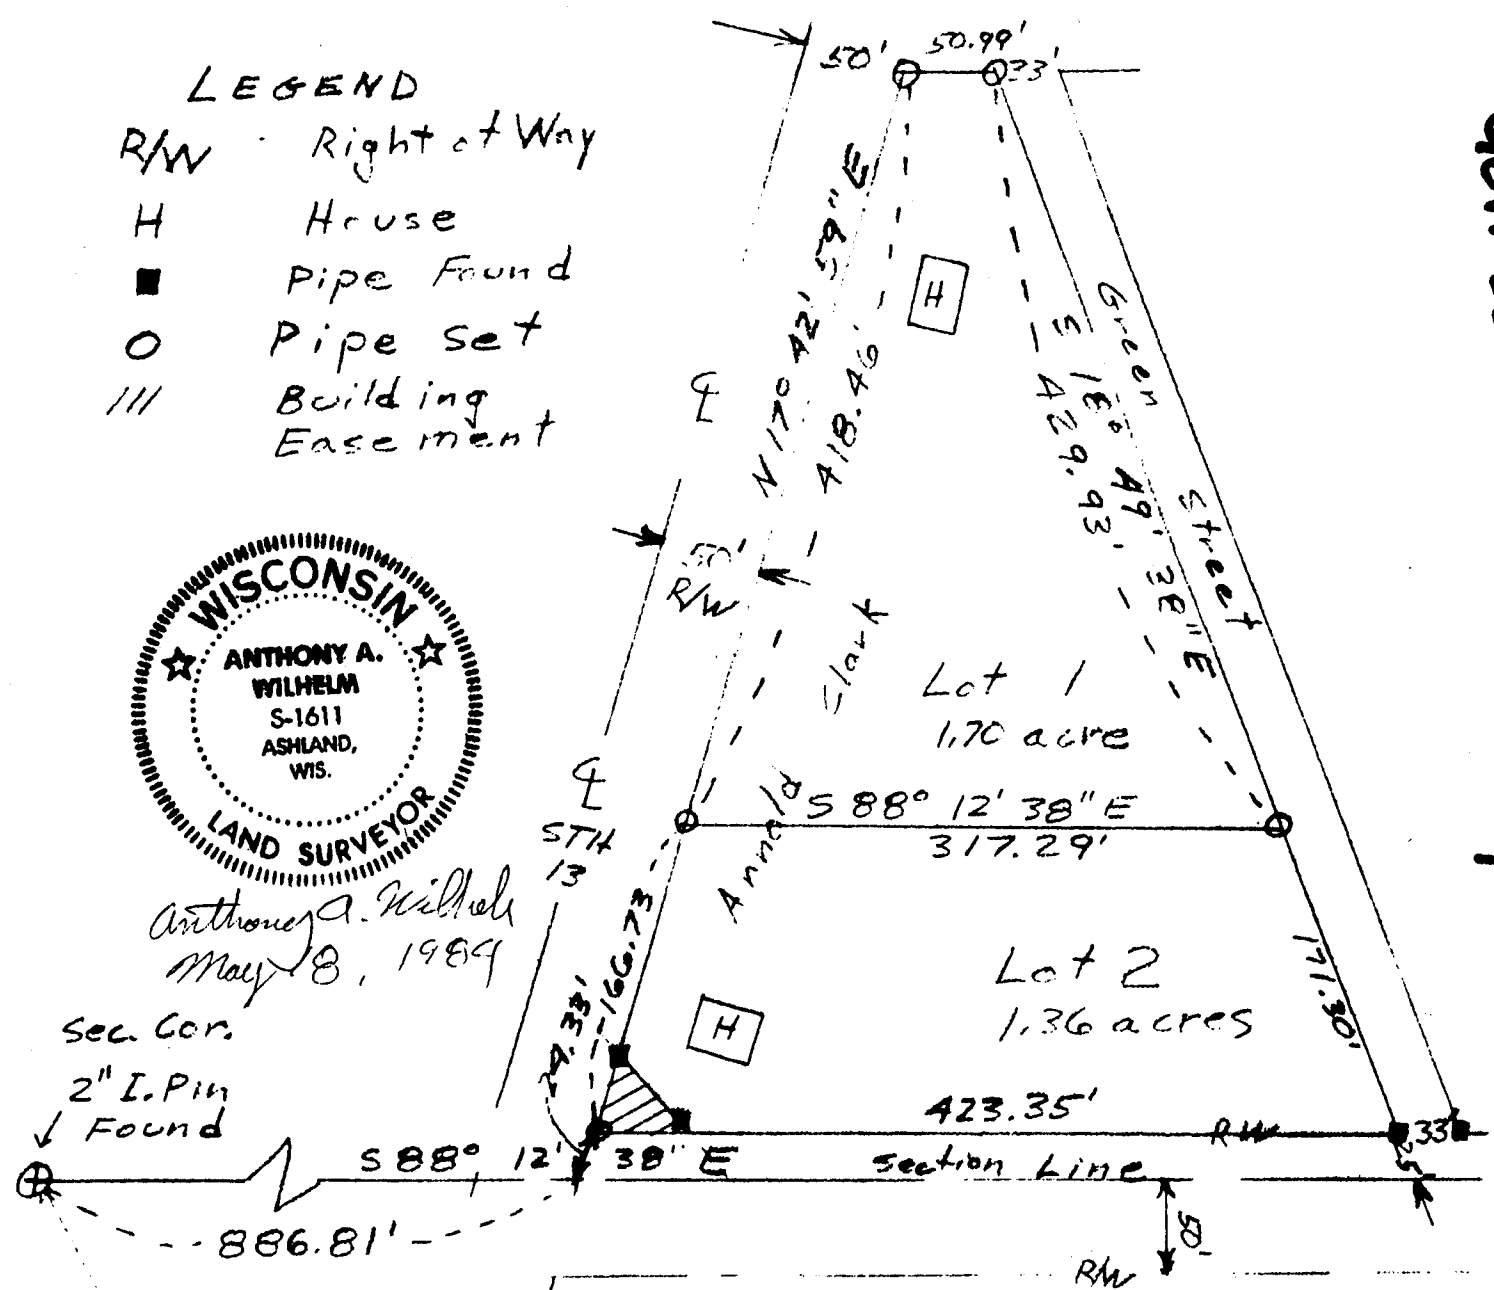 LEGEND
R/W Right of Way
H House
Pipe Found
O Pipe set
/// Building
Easement
WISCONSIN
ANTHONY A.
WILHELM
S-1611
ASHLAND,
WIS.
LAND SURVEYOR
May 8, 1989
Sec. Cor.
2" I. Pin
Found
50'
50.99'
33'
N 17° 42' 59" E
418.46'
H
Green Street
S 18° 49' 38" E
429.93'
℄
50'
R/W
Arnold Clark
Lot 1
1.70 acre
S 88° 12' 38" E
317.29'
℄
STH
13
166.73
24.33'
H
Lot 2
1.36 acres
171.30'
423.35'
R/W
33'
25'
S 88° 12' 38" E Section Line
886.81'
50'
R/W